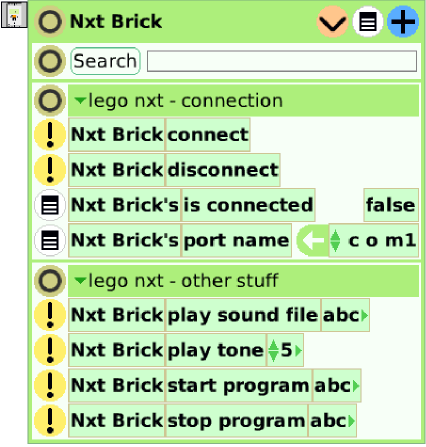 Nxt Brick
Search
lego nxt - connection
! Nxt Brick connect
! Nxt Brick disconnect
Nxt Brick's is connected false
Nxt Brick's port name c o m1
lego nxt - other stuff
! Nxt Brick play sound file abc
! Nxt Brick play tone 5
! Nxt Brick start program abc
! Nxt Brick stop program abc